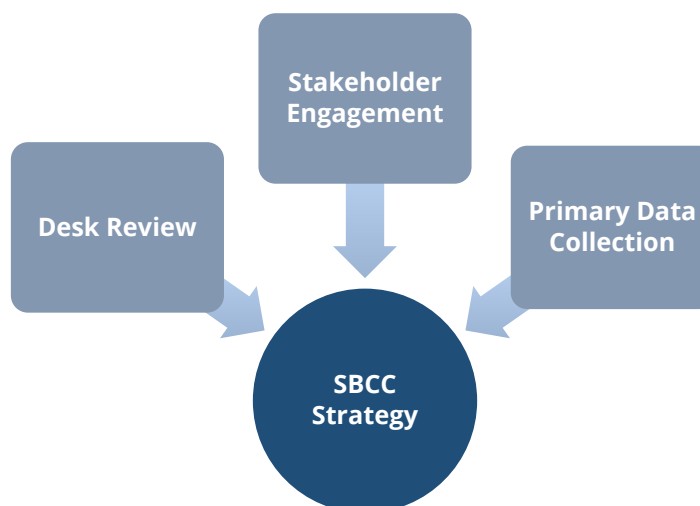 Stakeholder
Engagement
Desk Review
Primary Data
Collection
SBCC
Strategy